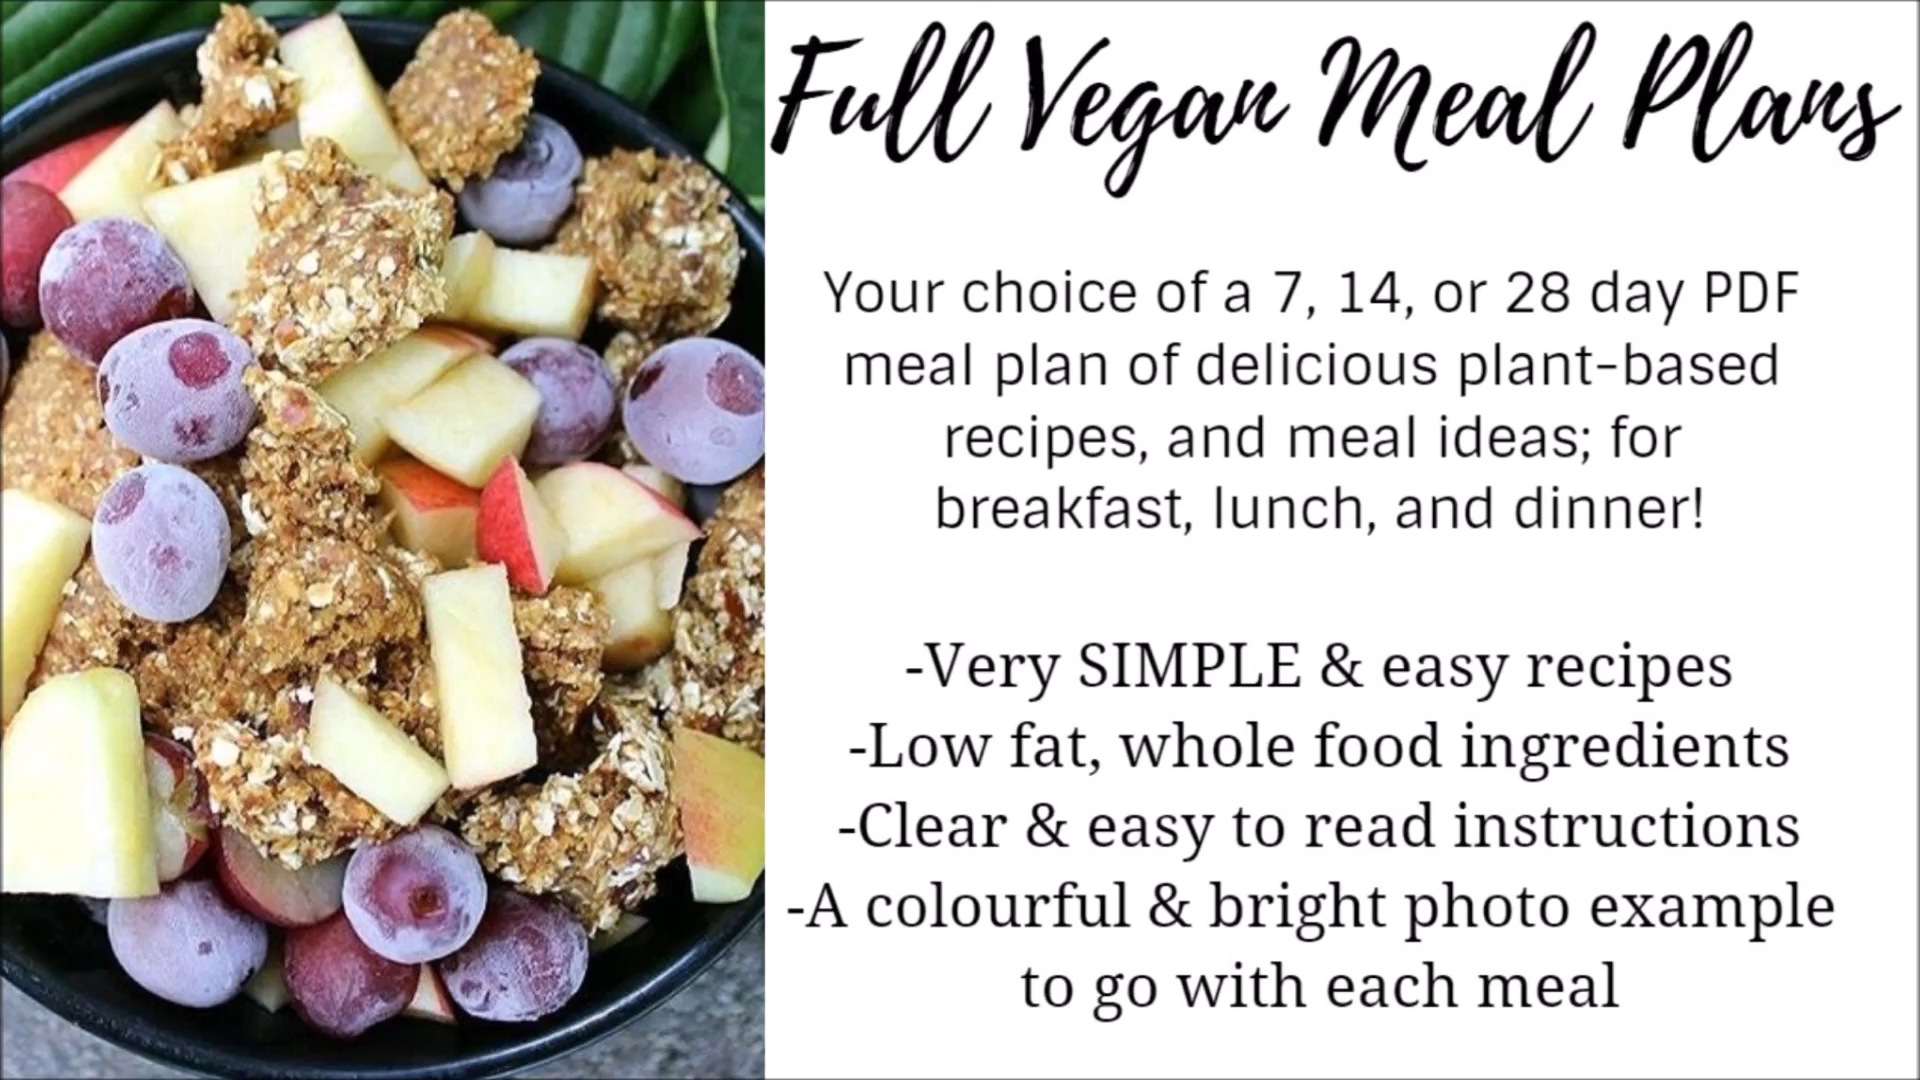 Full Vegan Meal Plans
Your choice of a 7, 14, or 28 day PDF
meal plan of delicious plant-based
recipes, and meal ideas; for
breakfast, lunch, and dinner!
-Very SIMPLE & easy recipes
-Low fat, whole food ingredients
-Clear & easy to read instructions
-A colourful & bright photo example
to go with each meal